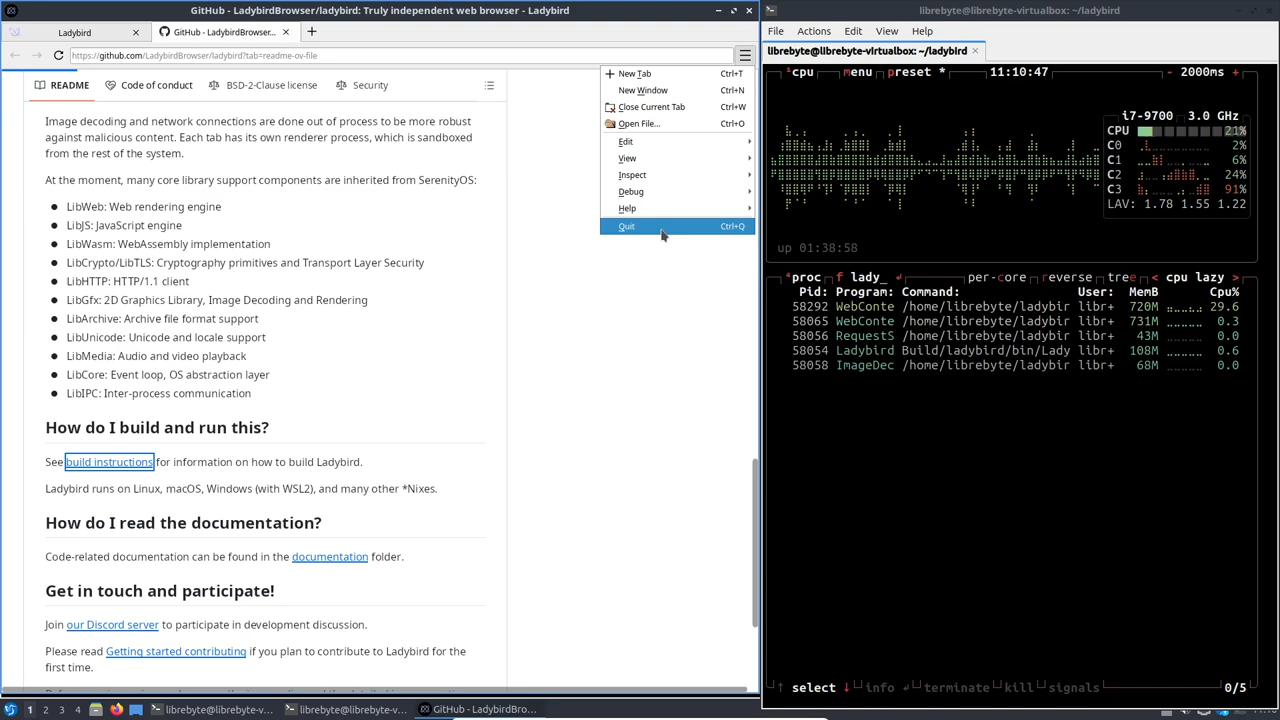 GitHub - LadybirdBrowser/ladybird: Truly independent web browser - Ladybird
Ladybird
GitHub - LadybirdBrowser...
https://github.com/LadybirdBrowser/ladybird?tab=readme-ov-file
README
Code of conduct
BSD-2-Clause license
Security
Image decoding and network connections are done out of process to be more robust
against malicious content. Each tab has its own renderer process, which is sandboxed
from the rest of the system.
At the moment, many core library support components are inherited from SerenityOS:
LibWeb: Web rendering engine
LibJS: JavaScript engine
LibWasm: WebAssembly implementation
LibCrypto/LibTLS: Cryptography primitives and Transport Layer Security
LibHTTP: HTTP/1.1 client
LibGfx: 2D Graphics Library, Image Decoding and Rendering
LibArchive: Archive file format support
LibUnicode: Unicode and locale support
LibMedia: Audio and video playback
LibCore: Event loop, OS abstraction layer
LibIPC: Inter-process communication
How do I build and run this?
See build instructions for information on how to build Ladybird.
Ladybird runs on Linux, macOS, Windows (with WSL2), and many other *Nixes.
How do I read the documentation?
Code-related documentation can be found in the documentation folder.
Get in touch and participate!
Join our Discord server to participate in development discussion.
Please read Getting started contributing if you plan to contribute to Ladybird for the
first time.
New Tab Ctrl+T
New Window Ctrl+N
Close Current Tab Ctrl+W
Open File... Ctrl+O
Edit
View
Inspect
Debug
Help
Quit Ctrl+Q
librebyte@librebyte-virtualbox: ~/ladybird
File Actions Edit View Help
librebyte@librebyte-virtualbox: ~/ladybird
¹cpu menu preset * 11:10:47 - 2000ms +
i7-9700 3.0 GHz
CPU 21%
C0 2%
C1 6%
C2 24%
C3 91%
LAV: 1.78 1.55 1.22
up 01:38:58
⁴proc f lady_ ↲ per-core reverse tree < cpu lazy >
Pid: Program: Command: User: MemB Cpu%
58292 WebConte /home/librebyte/ladybir libr+ 720M 29.6
58065 WebConte /home/librebyte/ladybir libr+ 731M 0.3
58056 RequestS /home/librebyte/ladybir libr+ 43M 0.0
58054 Ladybird Build/ladybird/bin/Lady libr+ 108M 0.6
58058 ImageDec /home/librebyte/ladybir libr+ 68M 0.0
↑ select ↓ info ↲ terminate kill signals 0/5
1 2 3 4
librebyte@librebyte-v...
librebyte@librebyte-v...
GitHub - LadybirdBro...